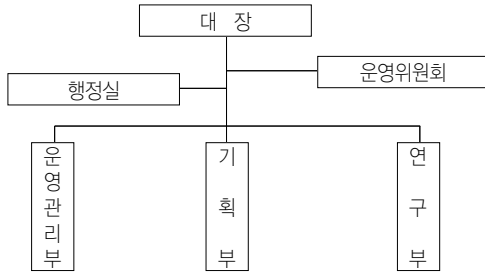 대 장
운영위원회
행정실
운영관리부
기획부
연구부